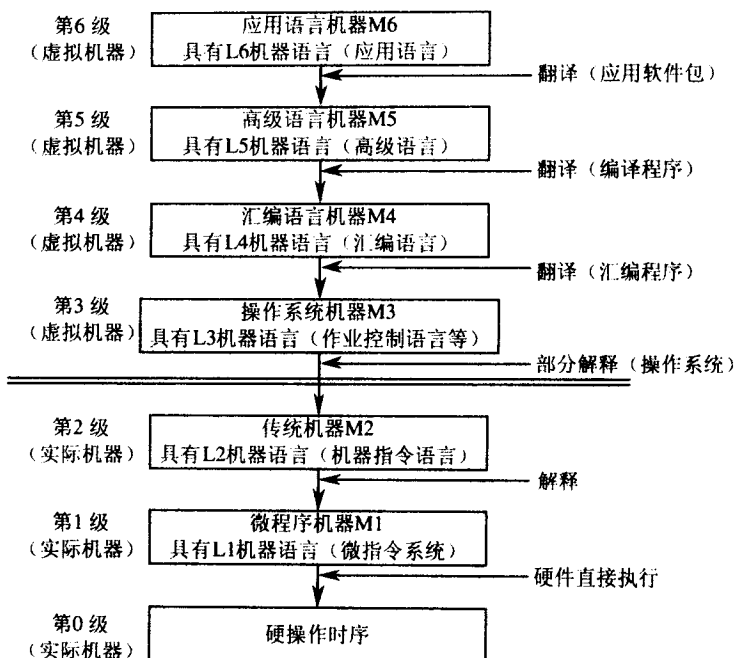 第6 级
(虚拟机器)
应用语言机器M6
具有L6机器语言（应用语言）
翻译（应用软件包）
第5 级
(虚拟机器)
高级语言机器M5
具有L5机器语言（高级语言）
翻译（编译程序）
第4 级
(虚拟机器)
汇编语言机器M4
具有L4机器语言（汇编语言）
翻译（汇编程序）
第3 级
(虚拟机器)
操作系统机器M3
具有L3机器语言（作业控制语言等）
部分解释（操作系统）
第2 级
(实际机器)
传统机器M2
具有L2机器语言（机器指令语言）
解释
第1 级
(实际机器)
微程序机器M1
具有L1机器语言（微指令系统）
硬件直接执行
第0 级
(实际机器)
硬操作时序